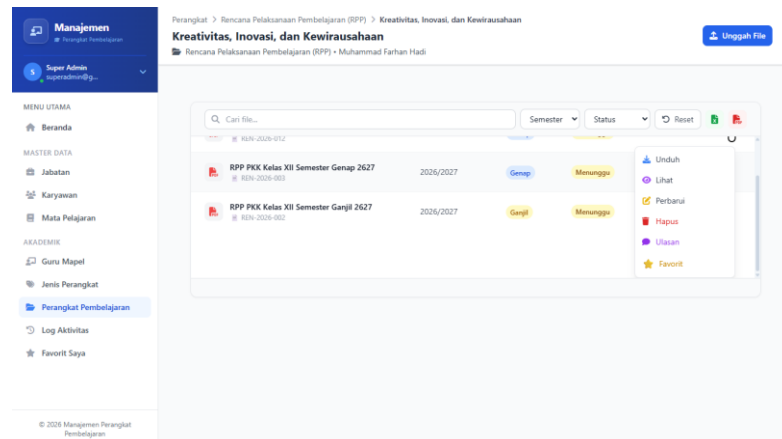 Manajemen
Perangkat Pembelajaran
S
Super Admin
superadmin@g...
MENU UTAMA
Beranda
MASTER DATA
Jabatan
Karyawan
Mata Pelajaran
AKADEMIK
Guru Mapel
Jenis Perangkat
Perangkat Pembelajaran
Log Aktivitas
Favorit Saya
© 2026 Manajemen Perangkat
Pembelajaran
Perangkat > Rencana Pelaksanaan Pembelajaran (RPP) > Kreativitas, Inovasi, dan Kewirausahaan
Kreativitas, Inovasi, dan Kewirausahaan
Rencana Pelaksanaan Pembelajaran (RPP) • Muhammad Farhan Hadi
Unggah File
Cari file...
Semester
Status
Reset
REN-2026-012
RPP PKK Kelas XII Semester Genap 2627
REN-2026-003
2026/2027
Genap
Menunggu
RPP PKK Kelas XII Semester Ganjil 2627
REN-2026-002
2026/2027
Ganjil
Menunggu
Unduh
Lihat
Perbarui
Hapus
Ulasan
Favorit